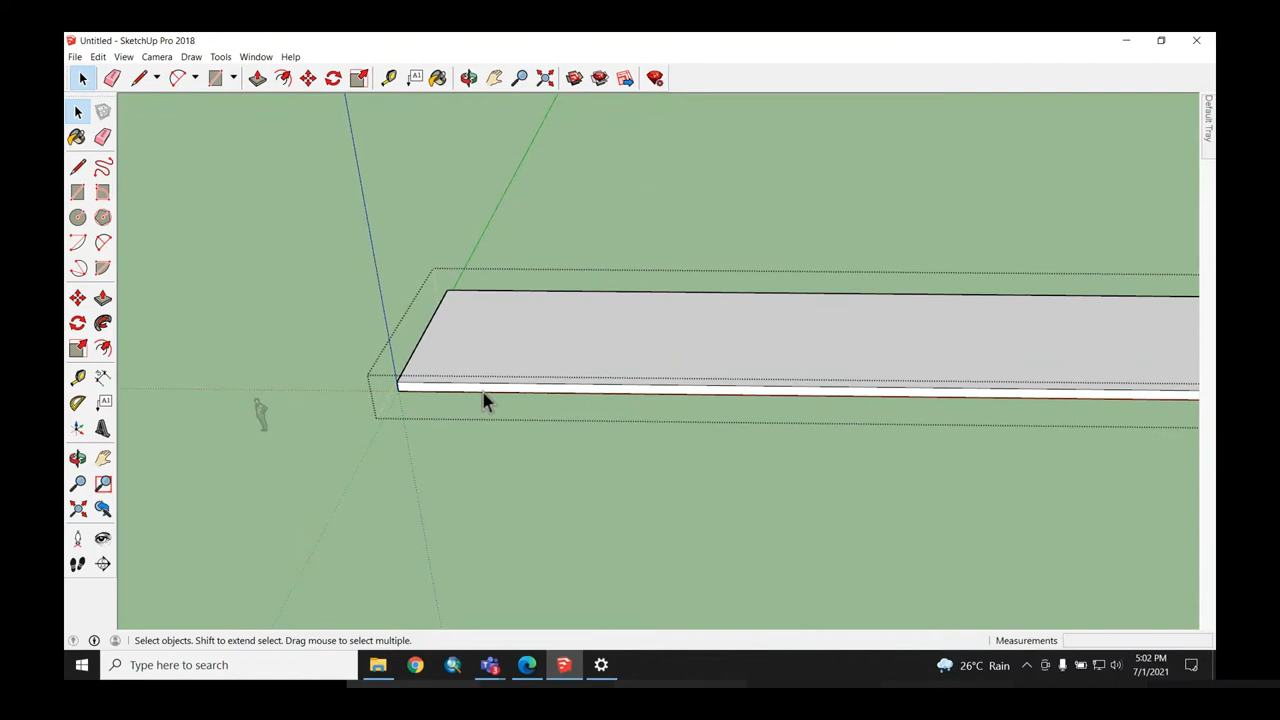 Untitled - SketchUp Pro 2018
File Edit View Camera Draw Tools Window Help
A1
Default Tray
A1
Select objects. Shift to extend select. Drag mouse to select multiple.
Measurements
Type here to search
26°C Rain
5:02 PM
7/1/2021